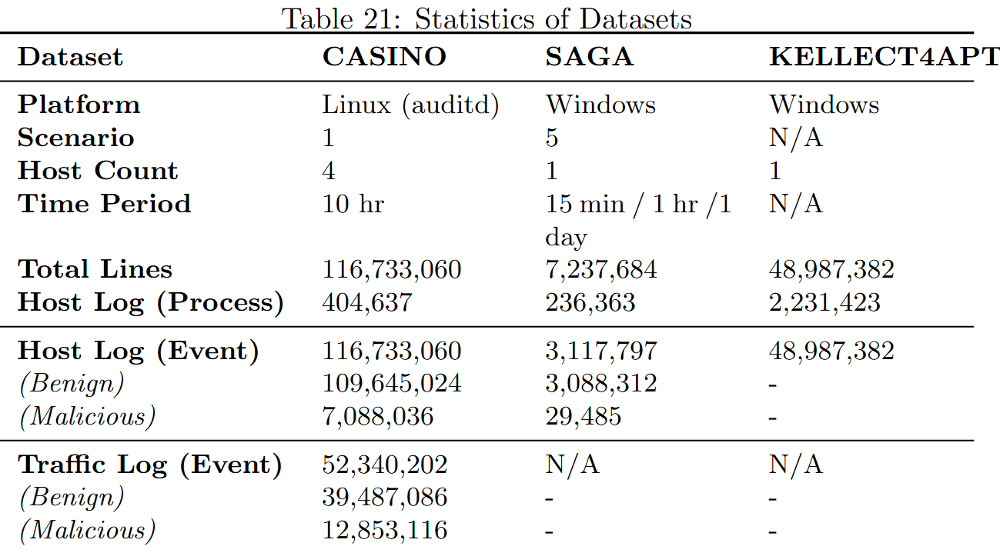 Table 21: Statistics of Datasets
Dataset CASINO SAGA KELLECT4APT
Platform Linux (auditd) Windows Windows
Scenario 1 5 N/A
Host Count 4 1 1
Time Period 10 hr 15 min / 1 hr /1 N/A
day
Total Lines 116,733,060 7,237,684 48,987,382
Host Log (Process) 404,637 236,363 2,231,423
Host Log (Event) 116,733,060 3,117,797 48,987,382
(Benign) 109,645,024 3,088,312 -
(Malicious) 7,088,036 29,485 -
Traffic Log (Event) 52,340,202 N/A N/A
(Benign) 39,487,086 - -
(Malicious) 12,853,116 - -